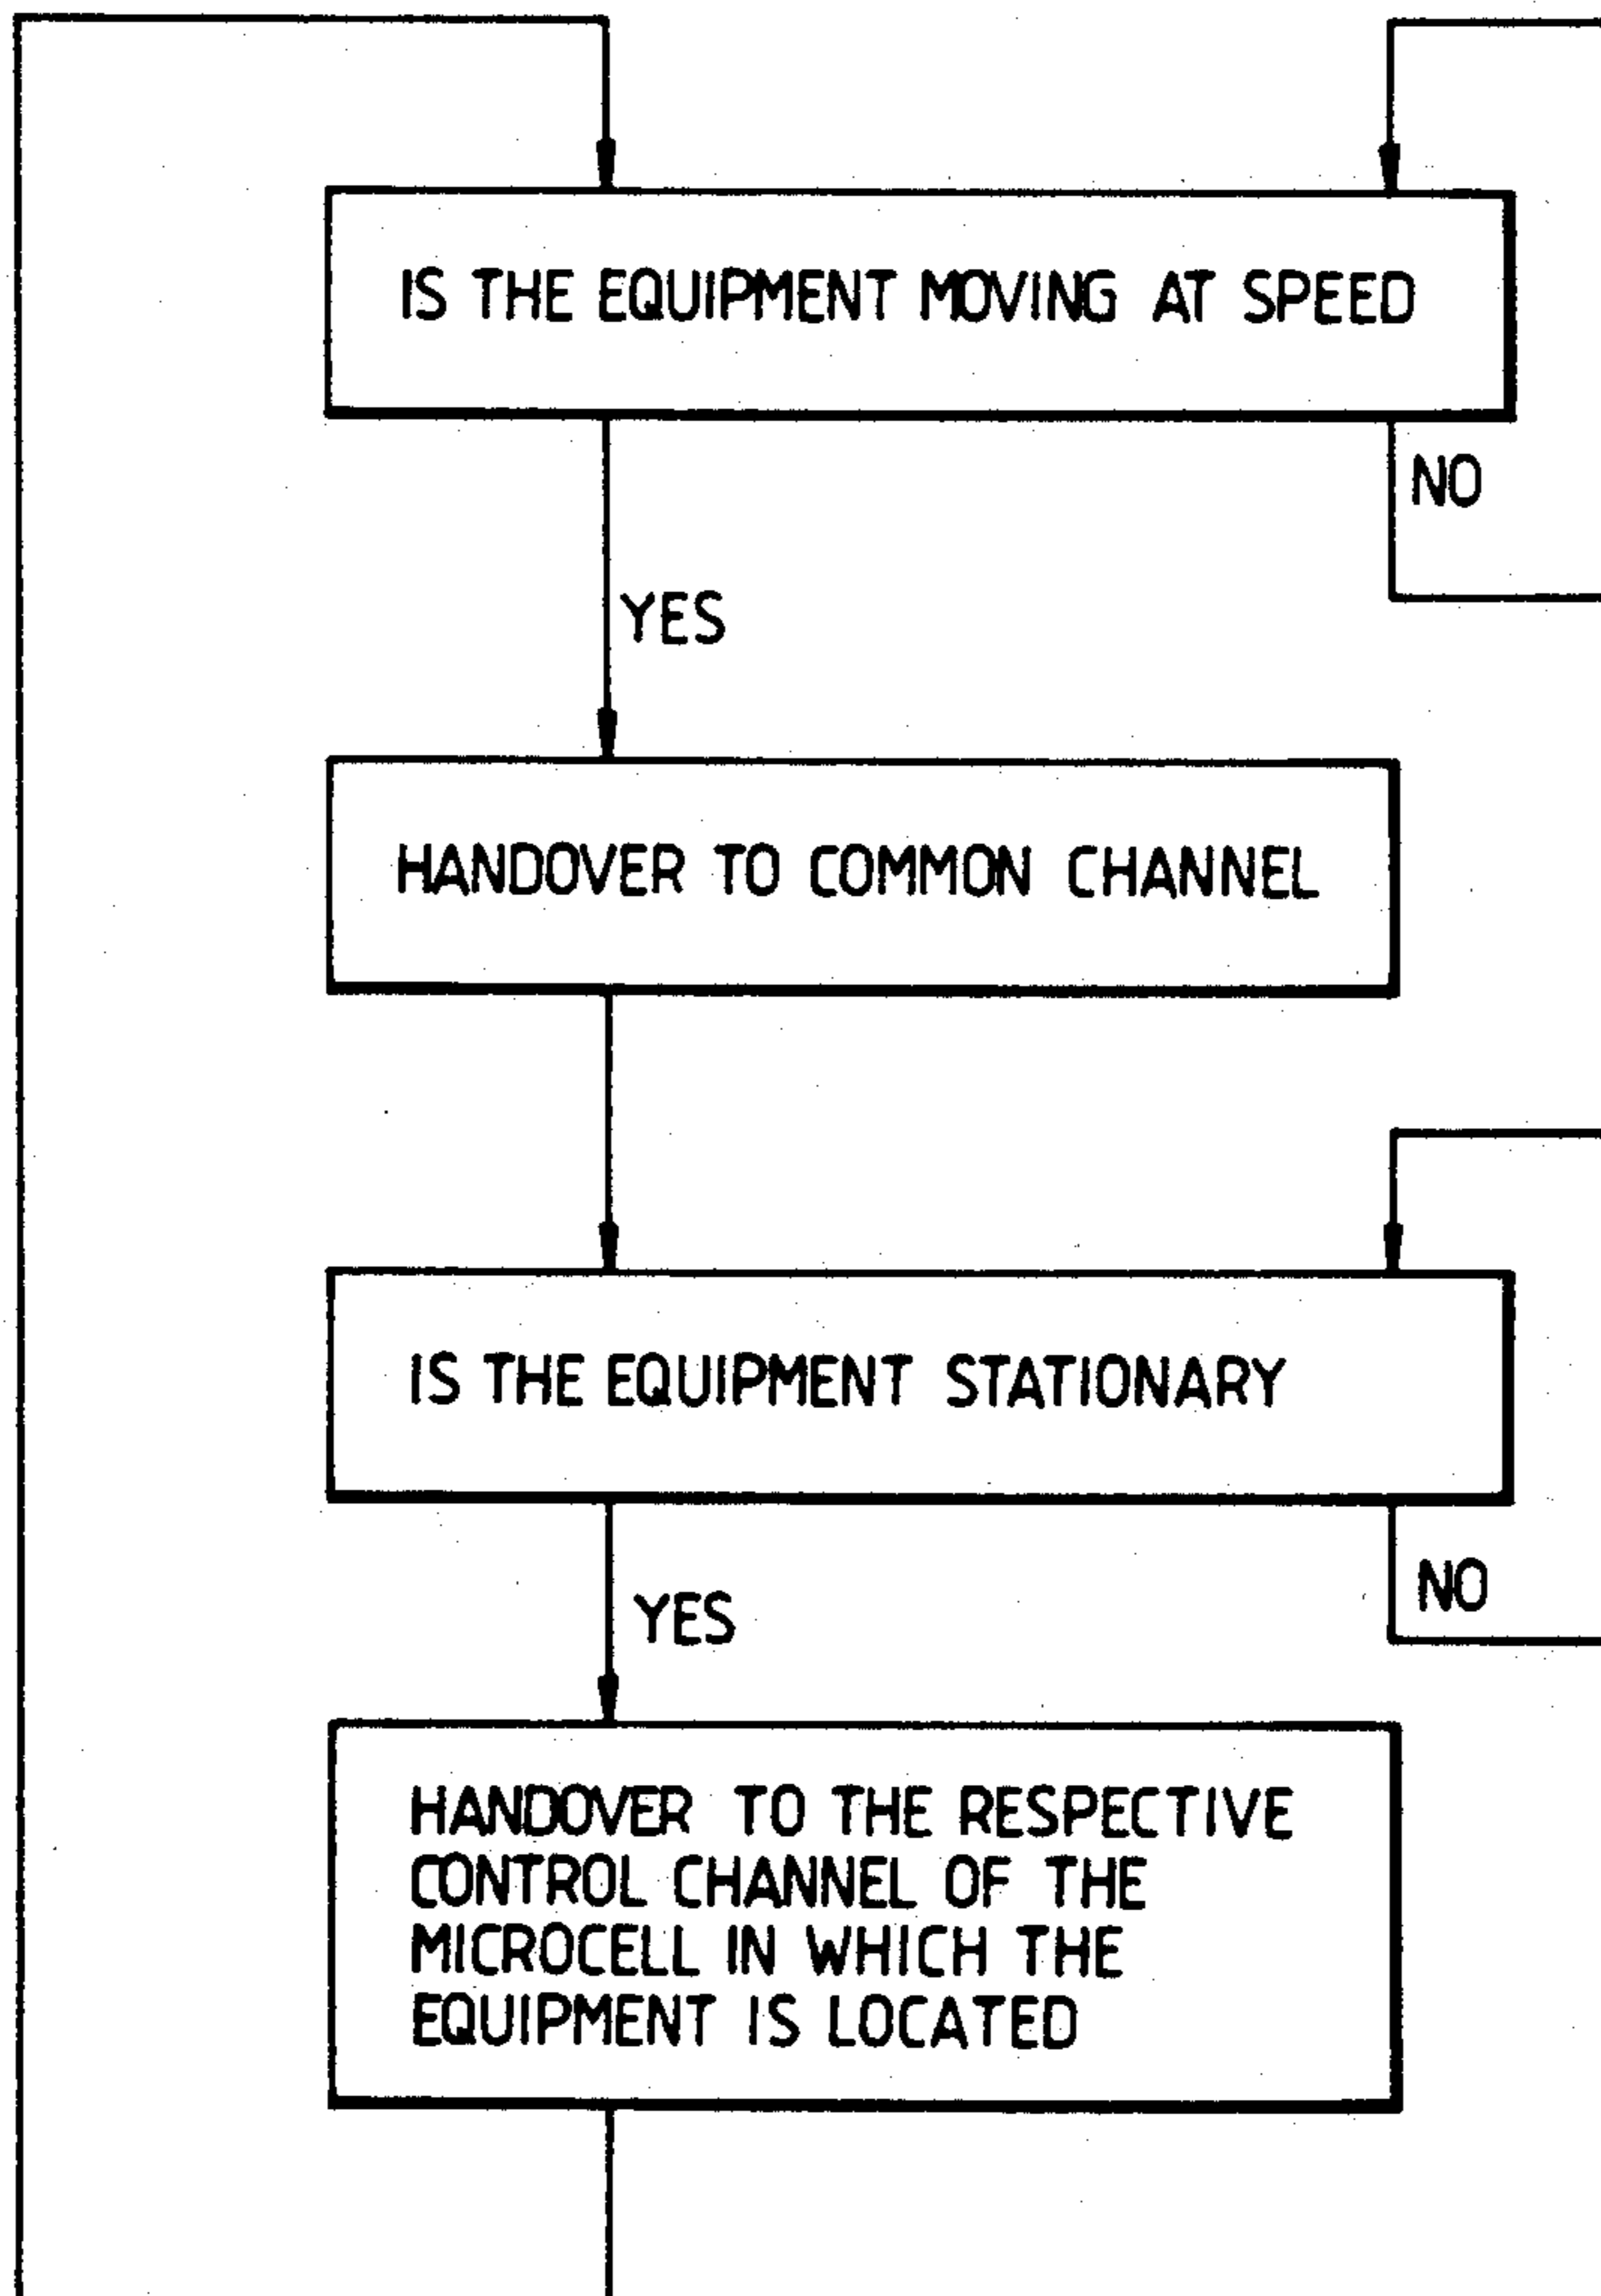 IS THE EQUIPMENT MOVING AT SPEED
NO
YES
HANDOVER TO COMMON CHANNEL
IS THE EQUIPMENT STATIONARY
NO
YES
HANDOVER TO THE RESPECTIVE
CONTROL CHANNEL OF THE
MICROCELL IN WHICH THE
EQUIPMENT IS LOCATED